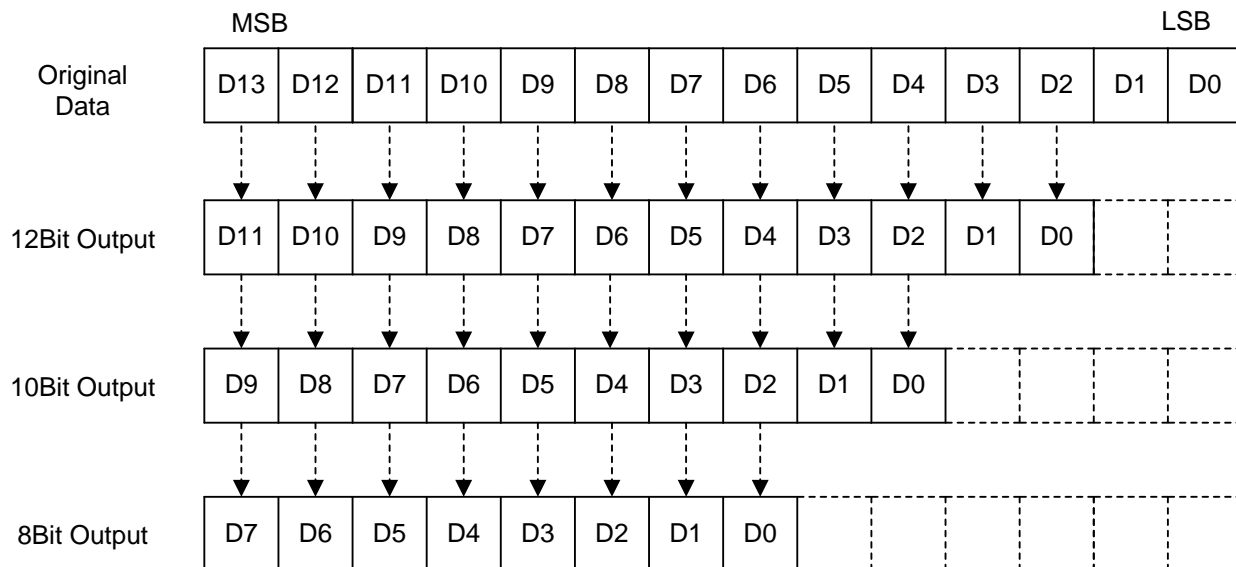 MSB LSB
Original
Data
D13 D12 D11 D10 D9 D8 D7 D6 D5 D4 D3 D2 D1 D0
12Bit Output
D11 D10 D9 D8 D7 D6 D5 D4 D3 D2 D1 D0
10Bit Output
D9 D8 D7 D6 D5 D4 D3 D2 D1 D0
8Bit Output
D7 D6 D5 D4 D3 D2 D1 D0